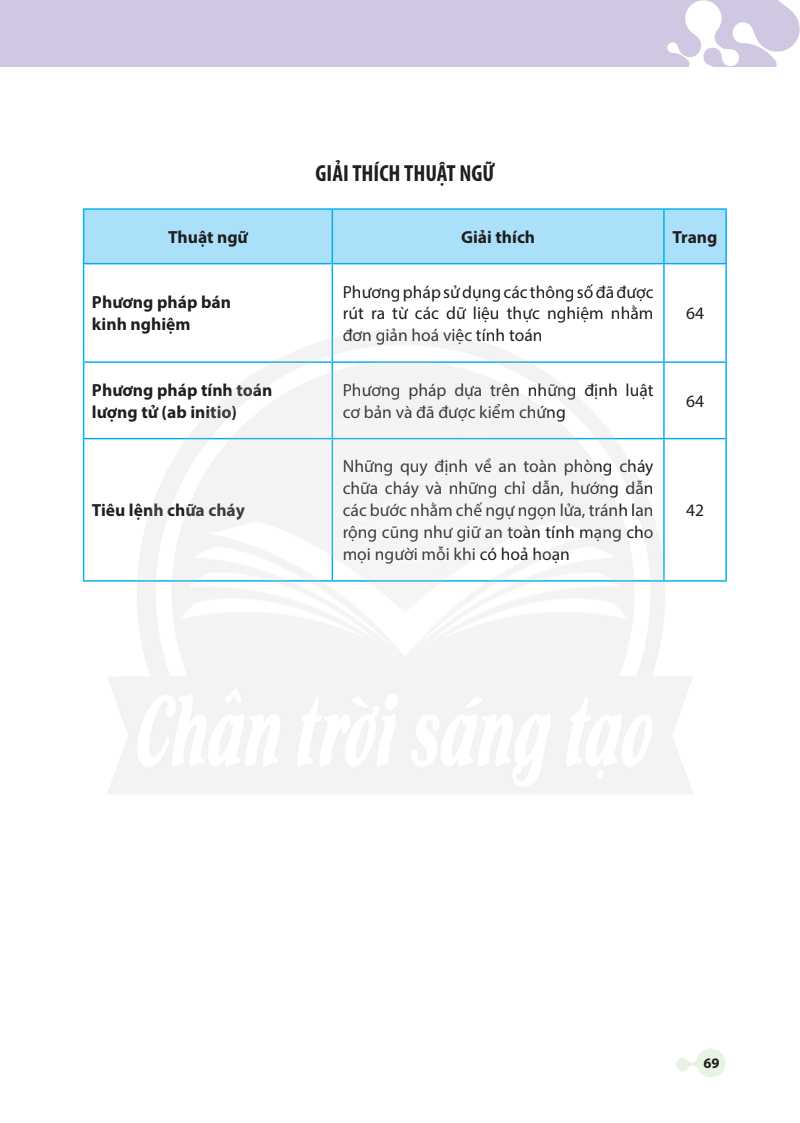 GIẢI THÍCH THUẬT NGỮ
Thuật ngữ
Giải thích
Trang
Phương pháp bán
kinh nghiệm
Phương pháp sử dụng các thông số đã được
rút ra từ các dữ liệu thực nghiệm nhằm
đơn giản hoá việc tính toán
64
Phương pháp tính toán
lượng tử (ab initio)
Phương pháp dựa trên những định luật
cơ bản và đã được kiểm chứng
64
Tiêu lệnh chữa cháy
Những quy định về an toàn phòng cháy
chữa cháy và những chỉ dẫn, hướng dẫn
các bước nhằm chế ngự ngọn lửa, tránh lan
rộng cũng như giữ an toàn tính mạng cho
mọi người mỗi khi có hoả hoạn
42
Chân trời sáng tạo
69